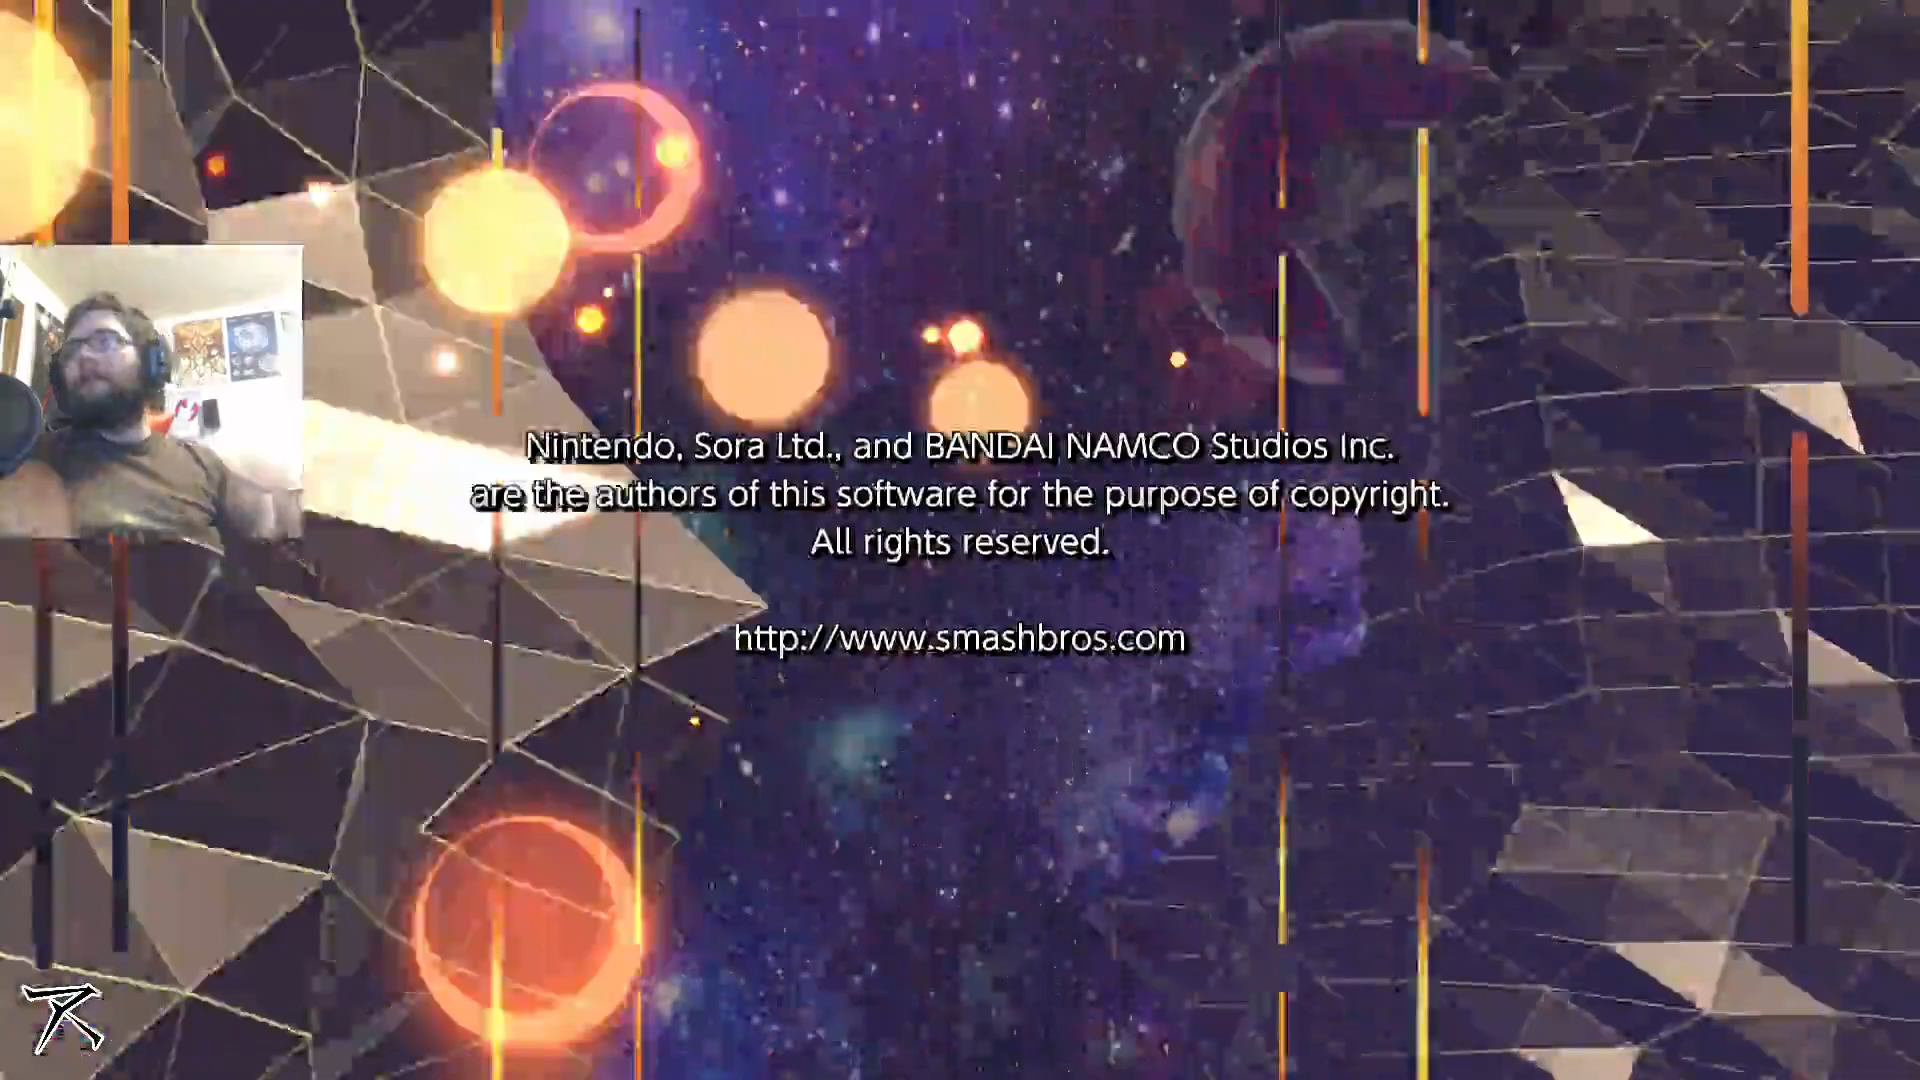 Nintendo, Sora Ltd., and BANDAI NAMCO Studios Inc.
are the authors of this software for the purpose of copyright.
All rights reserved.
http://www.smashbros.com